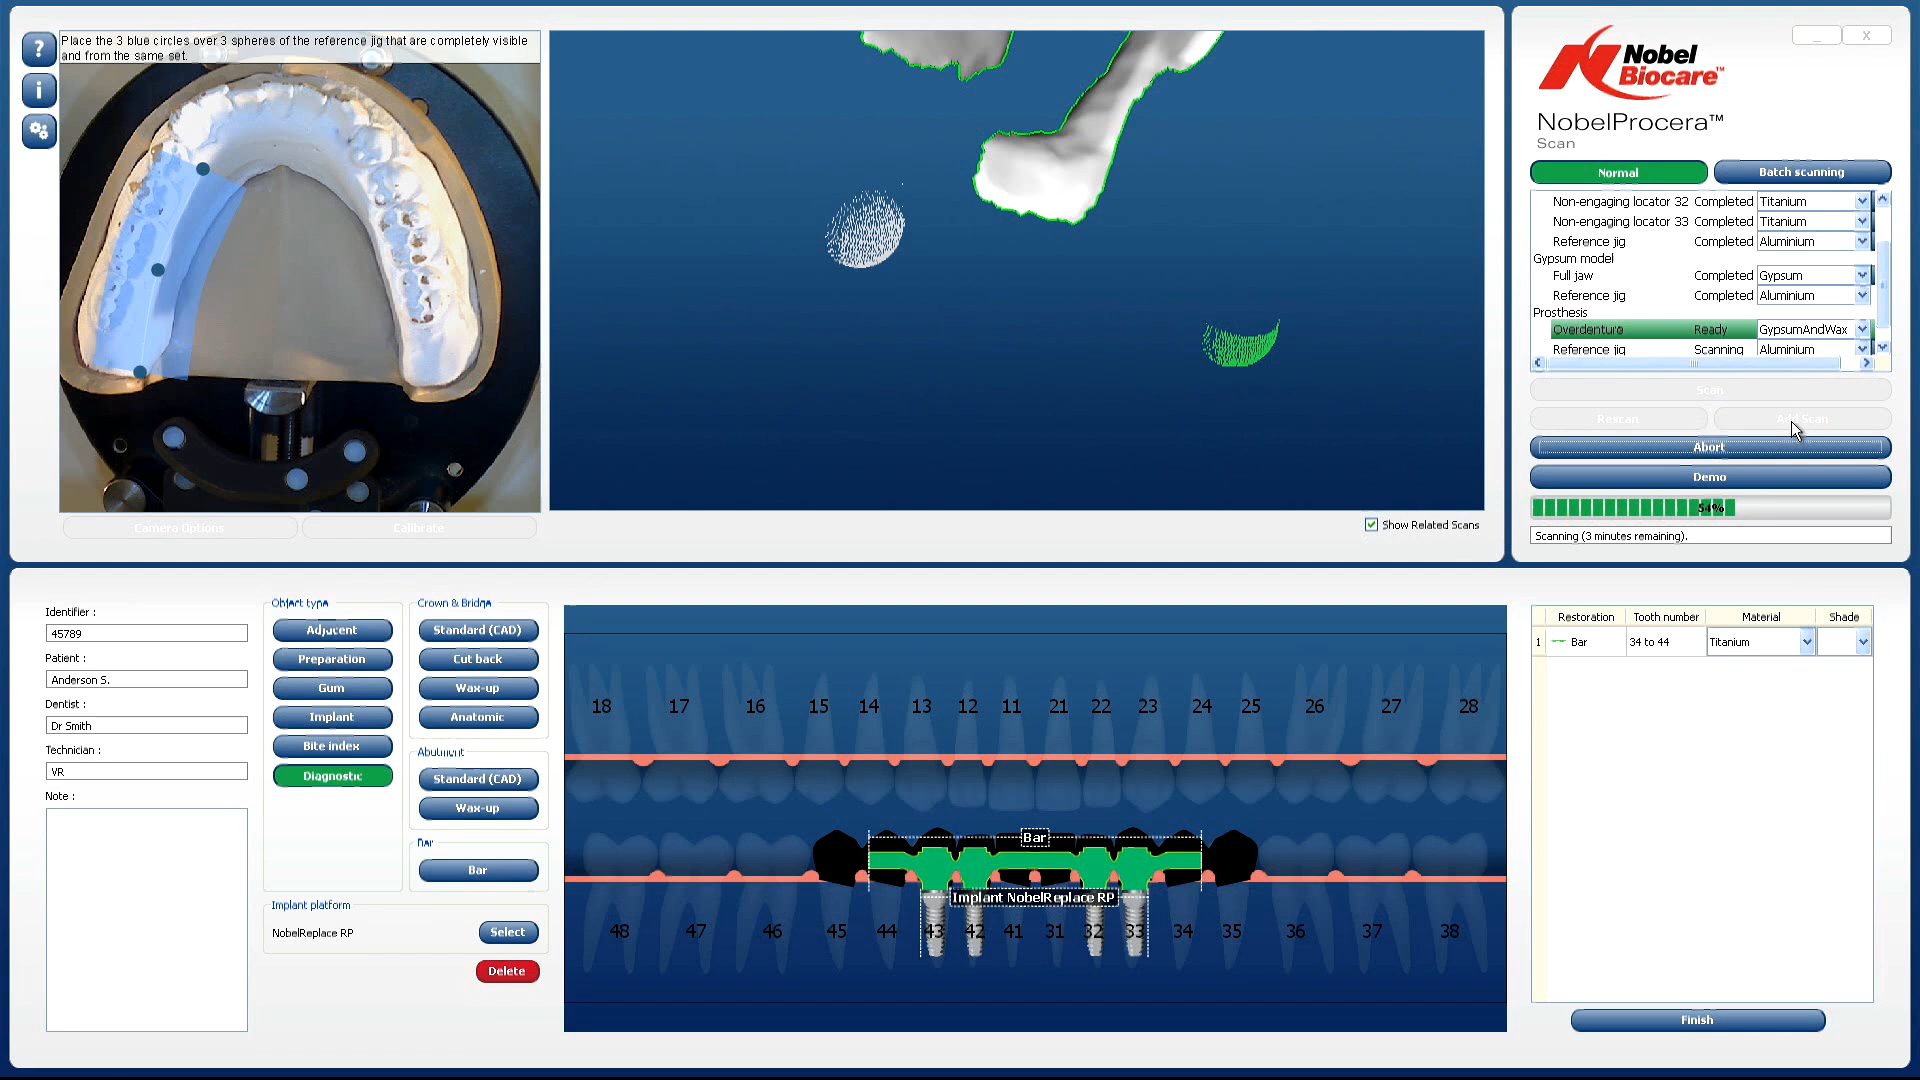 Place the 3 blue circles over 3 spheres of the reference jig that are completely visible
and from the same set.
?
i
Camera Options
Calibrate
Show Related Scans
_
X
Nobel
Biocare™
NobelProcera™
Scan
Normal
Batch scanning
Non-engaging locator 32 Completed Titanium
Non-engaging locator 33 Completed Titanium
Reference jig Completed Aluminium
Gypsum model
Full jaw Completed Gypsum
Reference jig Completed Aluminium
Prosthesis
Overdenture Ready GypsumAndWax
Reference jig Scanning Aluminium
Scan
Rescan
Add Scan
Abort
Demo
54%
Scanning (3 minutes remaining).
Identifier :
45789
Patient :
Anderson S.
Dentist :
Dr Smith
Technician :
VR
Note :
Object type
Adjacent
Preparation
Gum
Implant
Bite index
Diagnostic
Crown & Bridge
Standard (CAD)
Cut back
Wax-up
Anatomic
Abutment
Standard (CAD)
Wax-up
Bar
Bar
Implant platform
NobelReplace RP
Select
Delete
18 17 16 15 14 13 12 11 21 22 23 24 25 26 27 28
Bar
Implant NobelReplace RP
48 47 46 45 44 43 42 41 31 32 33 34 35 36 37 38
Restoration Tooth number Material Shade
1 Bar 34 to 44 Titanium
Finish